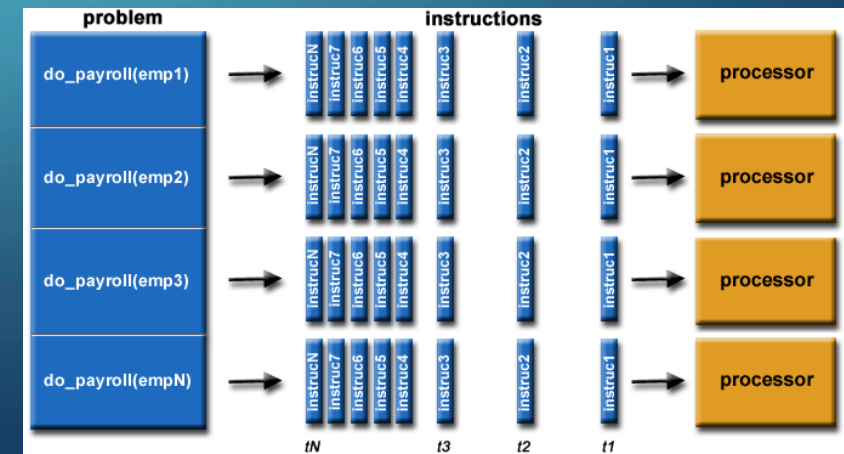 problem instructions
do_payroll(emp1) instrucN instruc7 instruc6 instruc5 instruc4 instruc3 instruc2 instruc1 processor
do_payroll(emp2) instrucN instruc7 instruc6 instruc5 instruc4 instruc3 instruc2 instruc1 processor
do_payroll(emp3) instrucN instruc7 instruc6 instruc5 instruc4 instruc3 instruc2 instruc1 processor
do_payroll(empN) instrucN instruc7 instruc6 instruc5 instruc4 instruc3 instruc2 instruc1 processor
tN t3 t2 t1